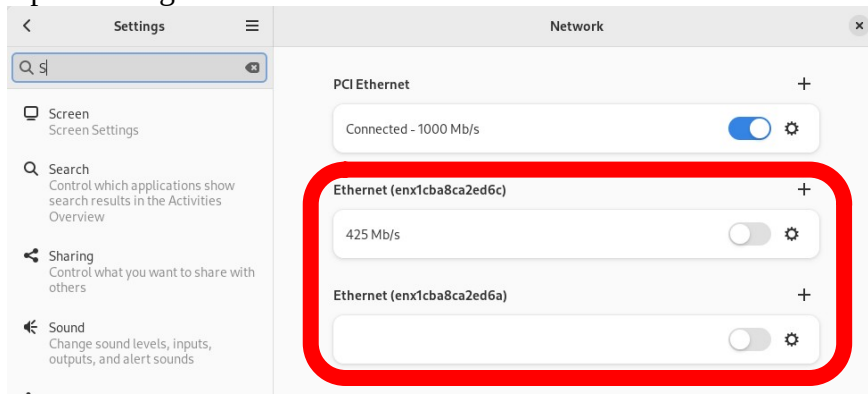 Settings
Network
S
Screen
Screen Settings
Search
Control which applications show
search results in the Activities
Overview
Sharing
Control what you want to share with
others
Sound
Change sound levels, inputs,
outputs, and alert sounds
PCI Ethernet
Connected - 1000 Mb/s
Ethernet (enx1cba8ca2ed6c)
425 Mb/s
Ethernet (enx1cba8ca2ed6a)